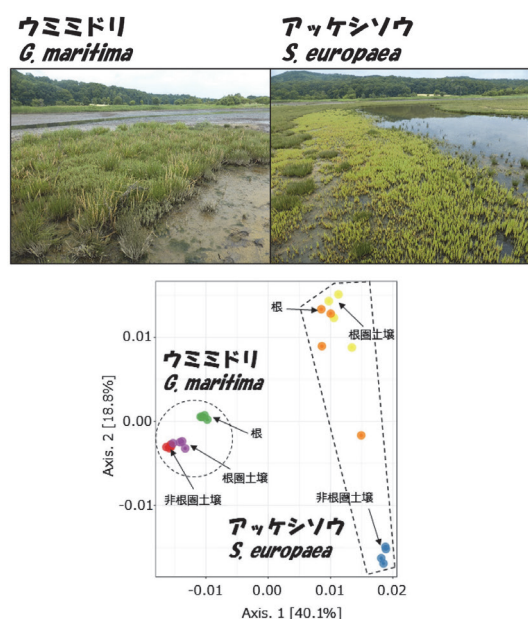 ウミミドリ
G. maritima
アッケシソウ
S. europaea
根
根圏土壌
ウミミドリ
G. maritima
根
根圏土壌
非根圏土壌
非根圏土壌
アッケシソウ
S. europaea
0.01
0.00
-0.01
Axis. 2 [18.8%]
-0.01
0.00
0.01
0.02
Axis. 1 [40.1%]